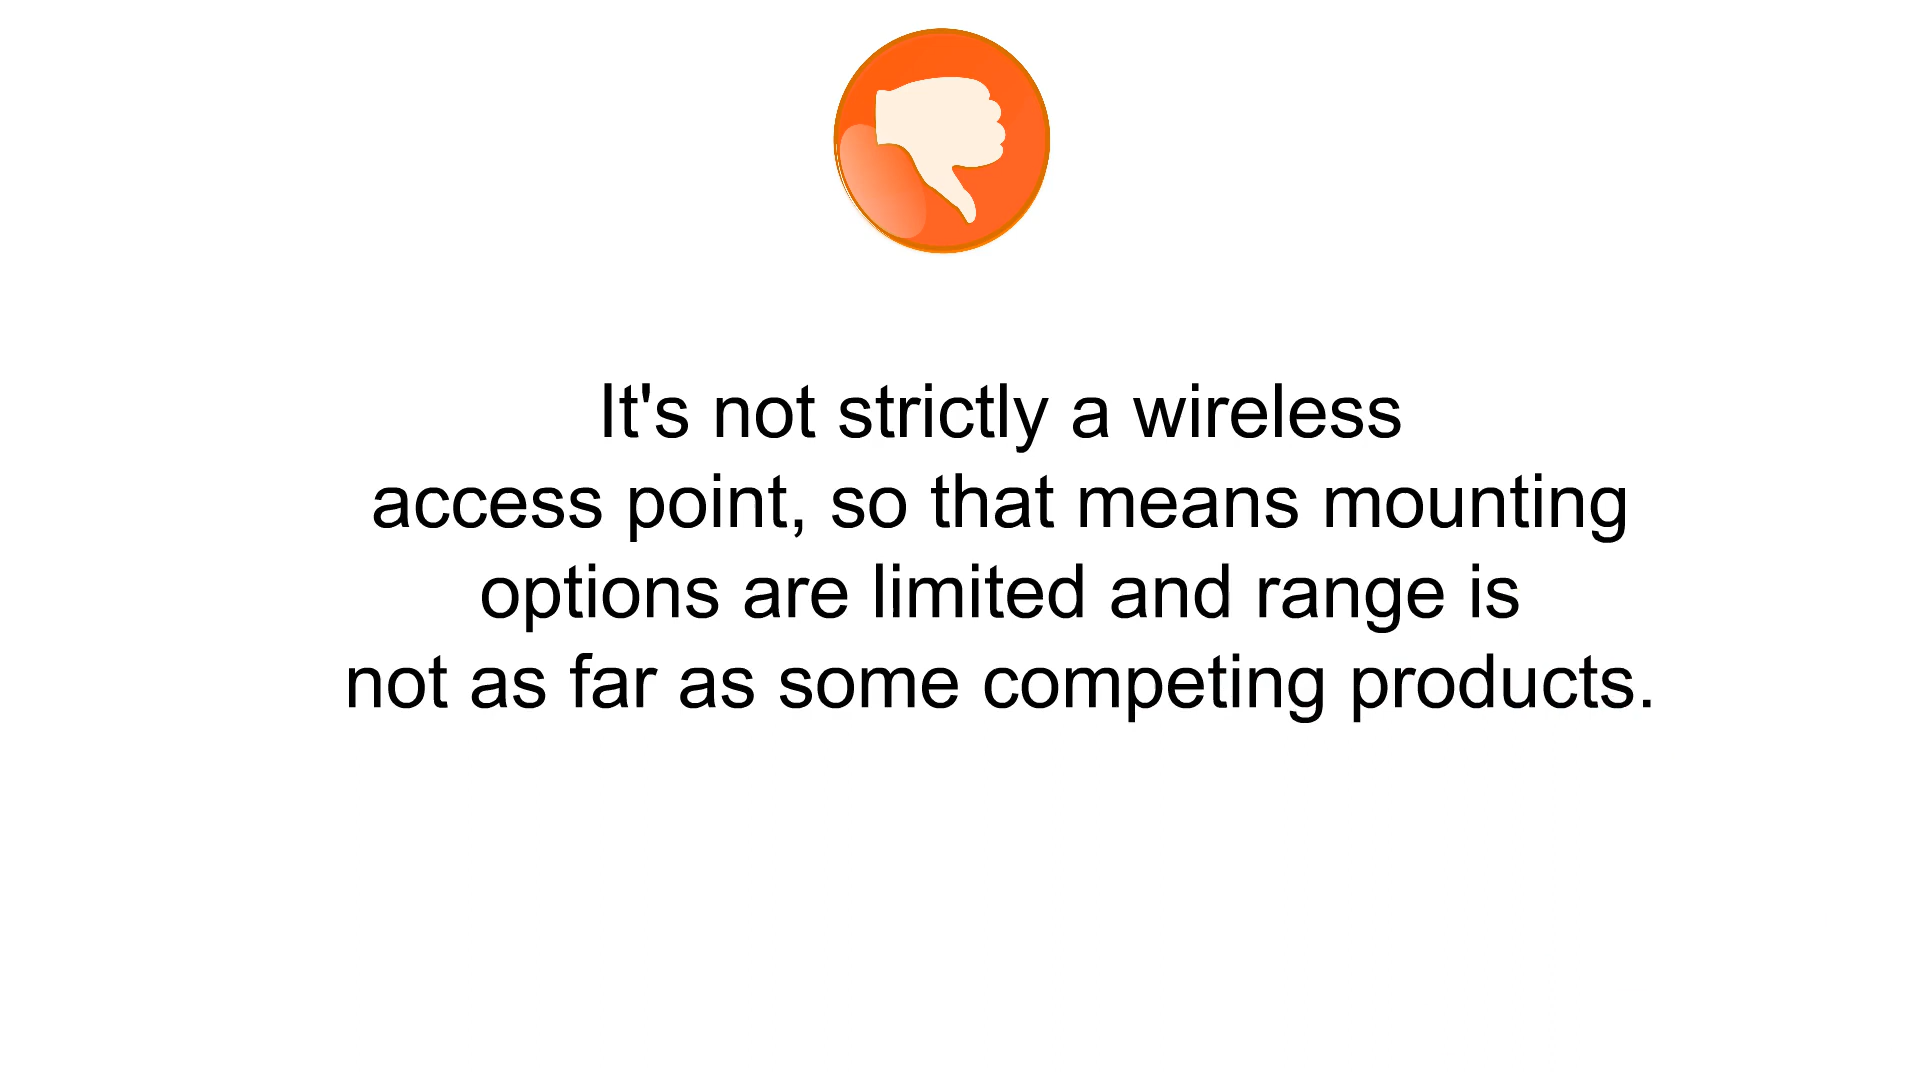 It's not strictly a wireless
access point, so that means mounting
options are limited and range is
not as far as some competing products.